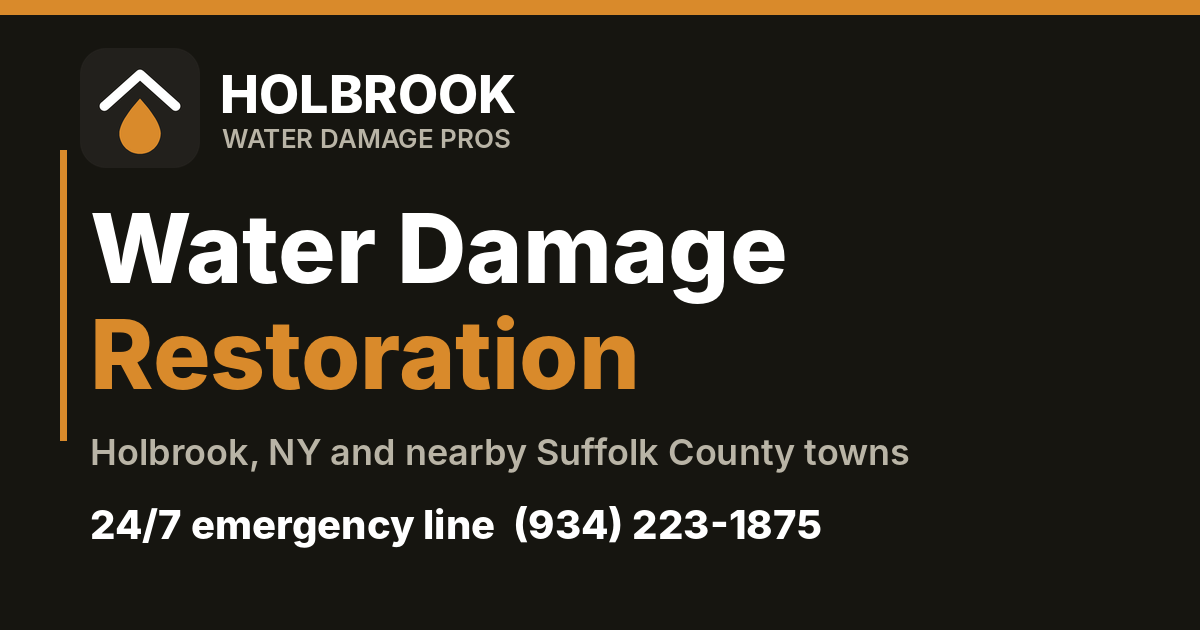 HOLBROOK
WATER DAMAGE PROS
Water Damage
Restoration
Holbrook, NY and nearby Suffolk County towns
24/7 emergency line (934) 223-1875